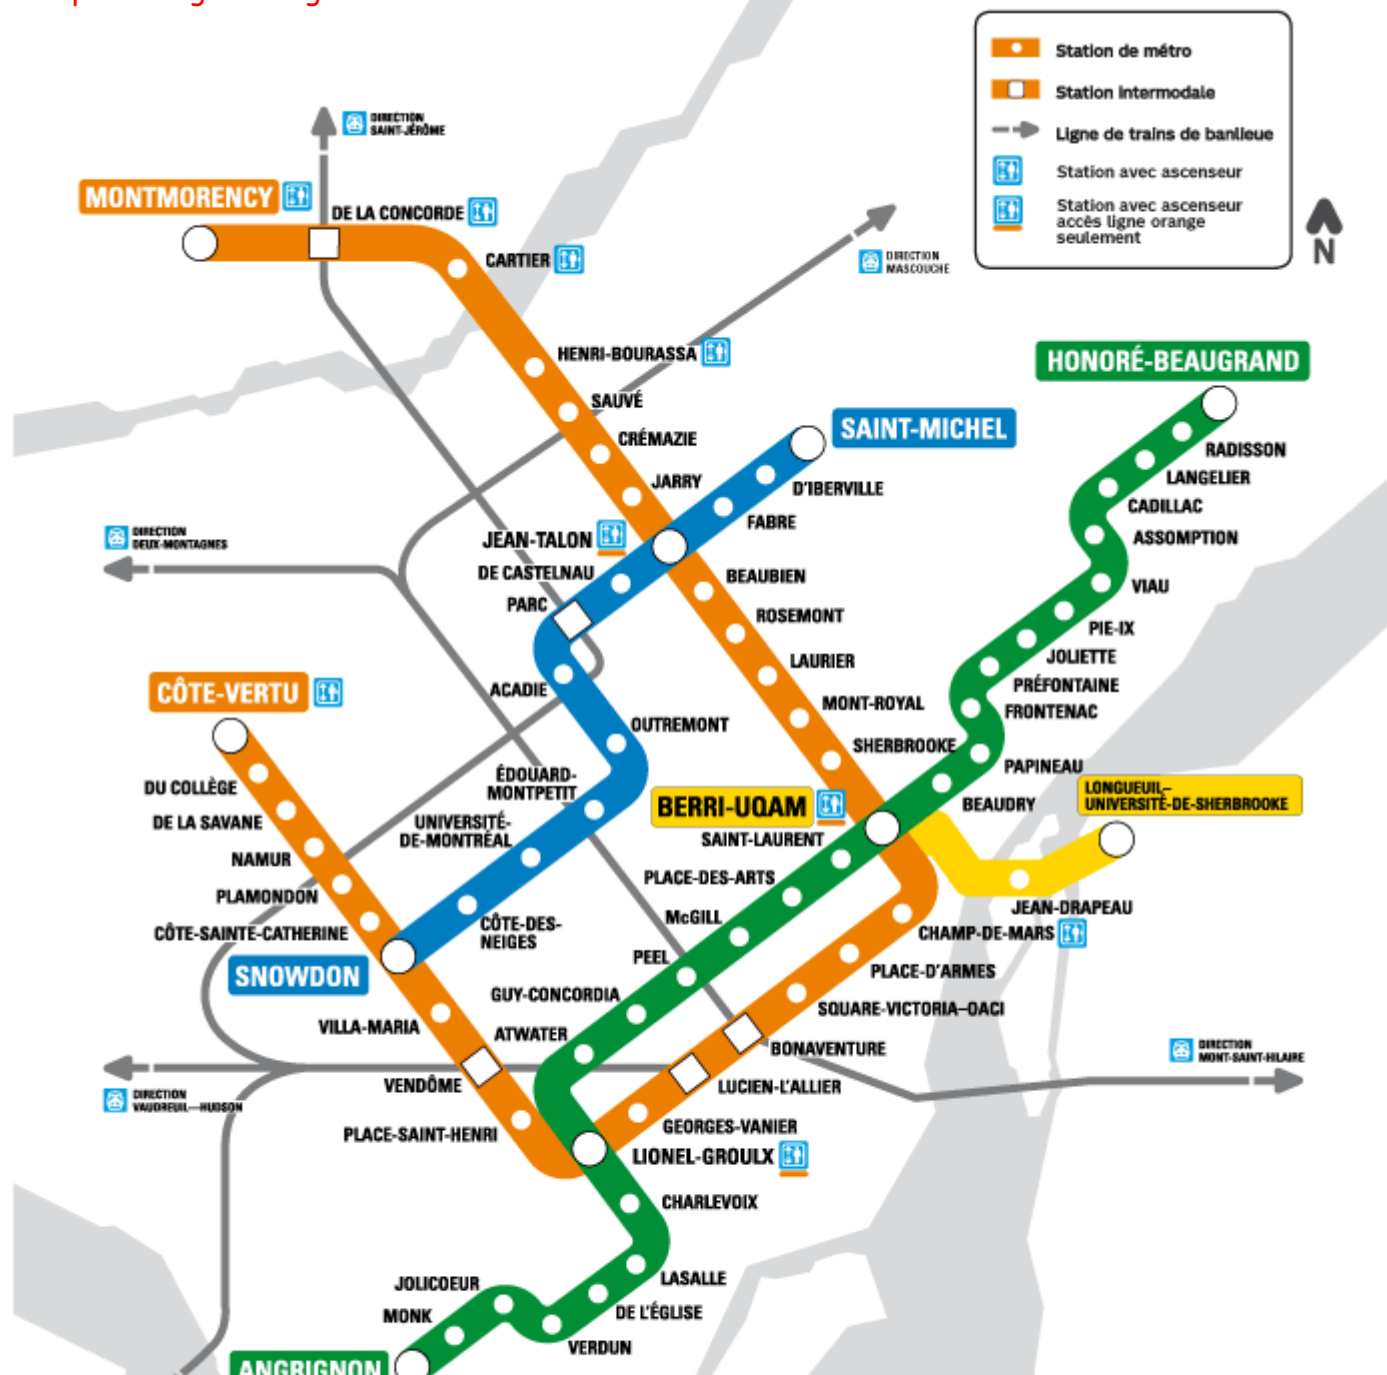 Station de métro
Station intermodale
Ligne de trains de banlieue
Station avec ascenseur
Station avec ascenseur
accès ligne orange
seulement
N
DIRECTION
SAINT-JÉRÔME
MONTMORENCY
DE LA CONCORDE
CARTIER
DIRECTION
MASCOUCHE
HENRI-BOURASSA
HONORÉ-BEAUGRAND
SAUVÉ
CRÉMAZIE
SAINT-MICHEL
RADISSON
JARRY
D'IBERVILLE
LANGELIER
CADILLAC
FABRE
DIRECTION
DEUX-MONTAGNES
JEAN-TALON
ASSOMPTION
DE CASTELNAU
BEAUBIEN
VIAU
PARC
ROSEMONT
PIE-IX
LAURIER
JOLIETTE
CÔTE-VERTU
ACADIE
PRÉFONTAINE
MONT-ROYAL
FRONTENAC
OUTREMONT
SHERBROOKE
PAPINEAU
DU COLLÈGE
ÉDOUARD-
MONTPETIT
BERRI-UQAM
BEAUDRY
LONGUEUIL–
UNIVERSITÉ-DE-SHERBROOKE
DE LA SAVANE
UNIVERSITÉ-
DE-MONTRÉAL
SAINT-LAURENT
NAMUR
PLACE-DES-ARTS
PLAMONDON
JEAN-DRAPEAU
McGILL
CÔTE-SAINTE-CATHERINE
CÔTE-DES-
NEIGES
CHAMP-DE-MARS
PEEL
SNOWDON
PLACE-D'ARMES
GUY-CONCORDIA
SQUARE-VICTORIA–OACI
VILLA-MARIA
ATWATER
BONAVENTURE
DIRECTION
MONT-SAINT-HILAIRE
VENDÔME
LUCIEN-L'ALLIER
DIRECTION
VAUDREUIL—HUDSON
GEORGES-VANIER
PLACE-SAINT-HENRI
LIONEL-GROULX
CHARLEVOIX
JOLICOEUR
LASALLE
MONK
DE L'ÉGLISE
VERDUN
ANGRIGNON